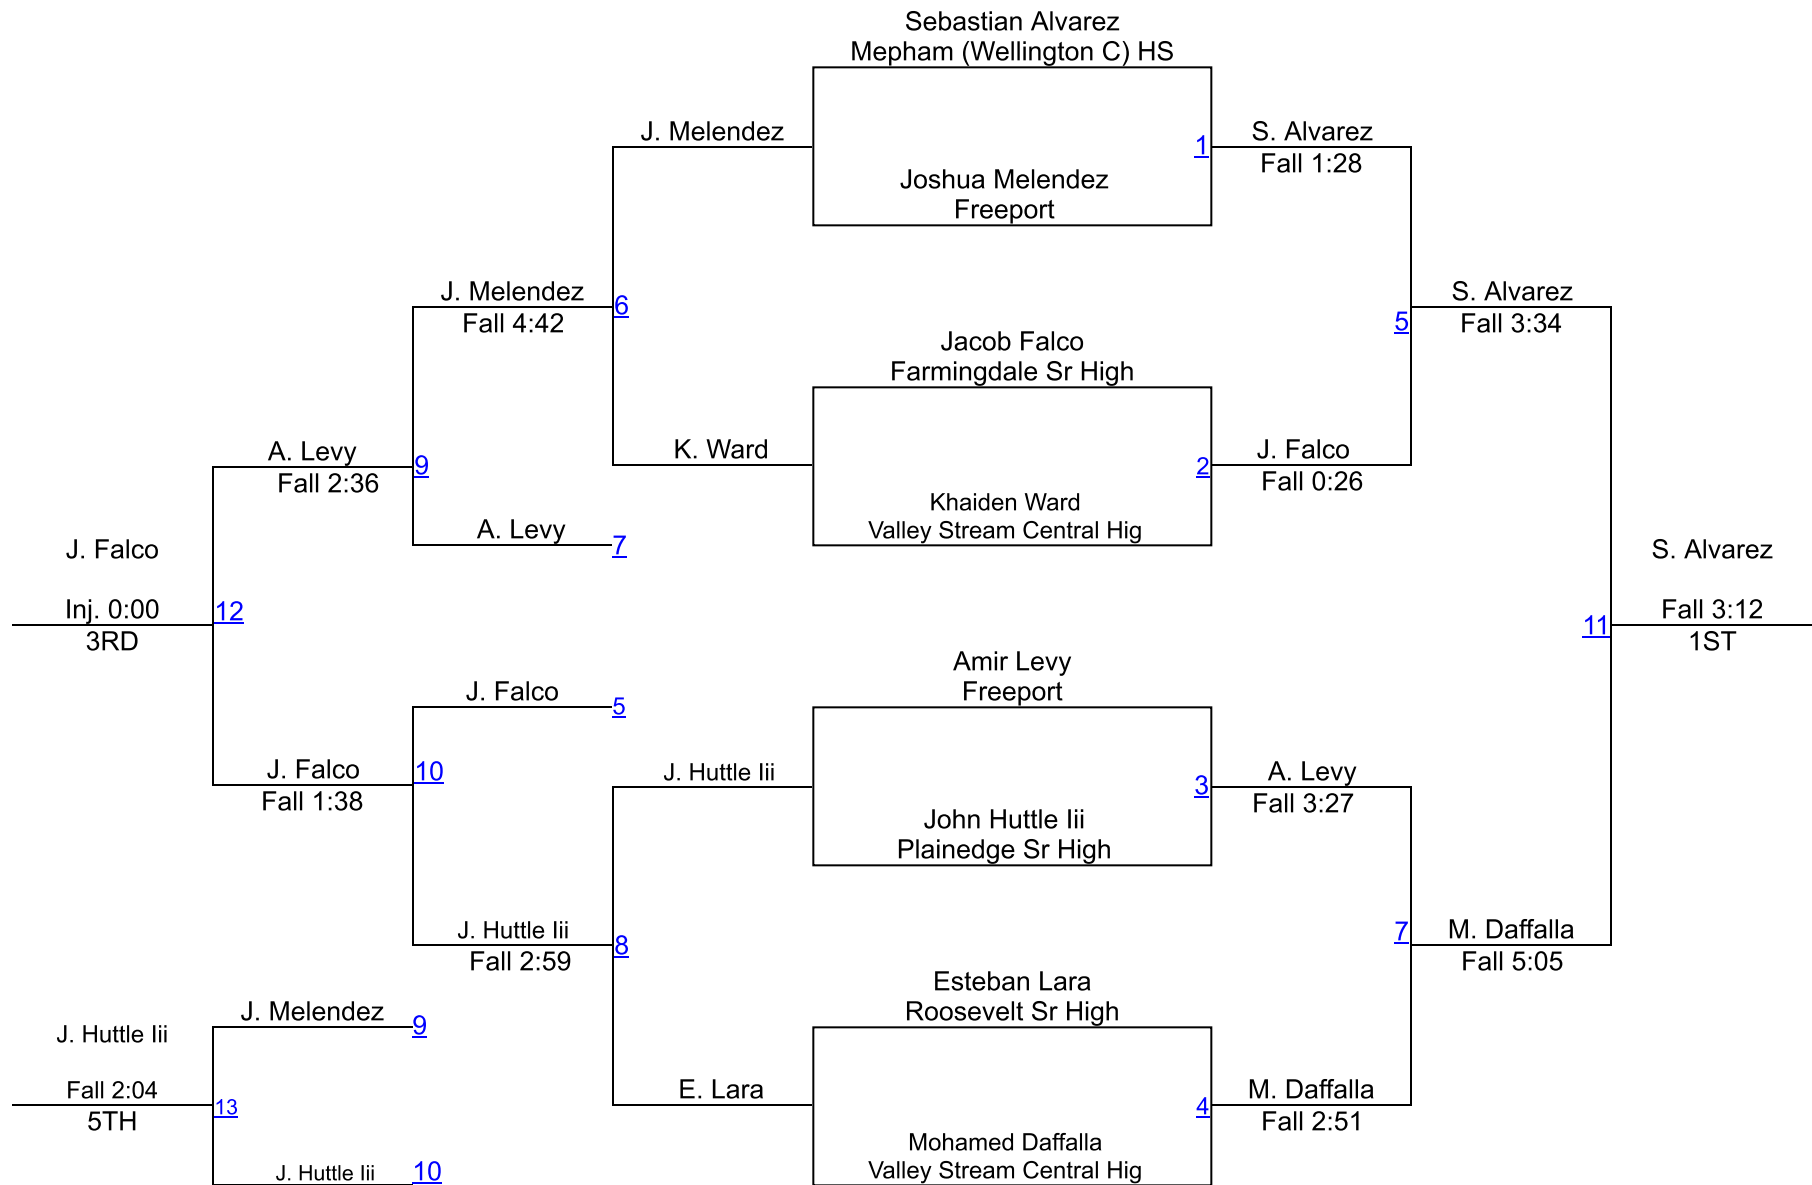 Sebastian Alvarez
Mepham (Wellington C) HS
J. Melendez
1
S. Alvarez
Fall 1:28
Joshua Melendez
Freeport
J. Melendez
Fall 4:42
6
S. Alvarez
Fall 3:34
5
Jacob Falco
Farmingdale Sr High
A. Levy
Fall 2:36
9
K. Ward
2
J. Falco
Fall 0:26
Khaiden Ward
Valley Stream Central Hig
A. Levy
7
J. Falco
Inj. 0:00
3RD
12
S. Alvarez
Fall 3:12
1ST
11
Amir Levy
Freeport
J. Falco
5
J. Falco
Fall 1:38
10
J. Huttle Iii
3
A. Levy
Fall 3:27
John Huttle Iii
Plainedge Sr High
J. Huttle Iii
Fall 2:59
8
7
M. Daffalla
Fall 5:05
Esteban Lara
Roosevelt Sr High
J. Melendez
9
J. Huttle Iii
Fall 2:04
5TH
13
E. Lara
4
M. Daffalla
Fall 2:51
Mohamed Daffalla
Valley Stream Central Hig
J. Huttle Iii
10